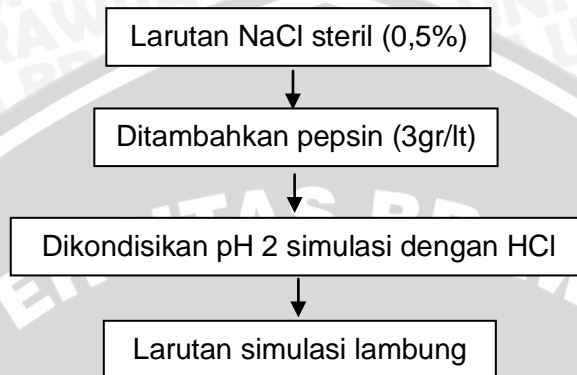 Larutan NaCl steril (0,5%)
Ditambahkan pepsin (3gr/lt)
Dikondisikan pH 2 simulasi dengan HCl
Larutan simulasi lambung